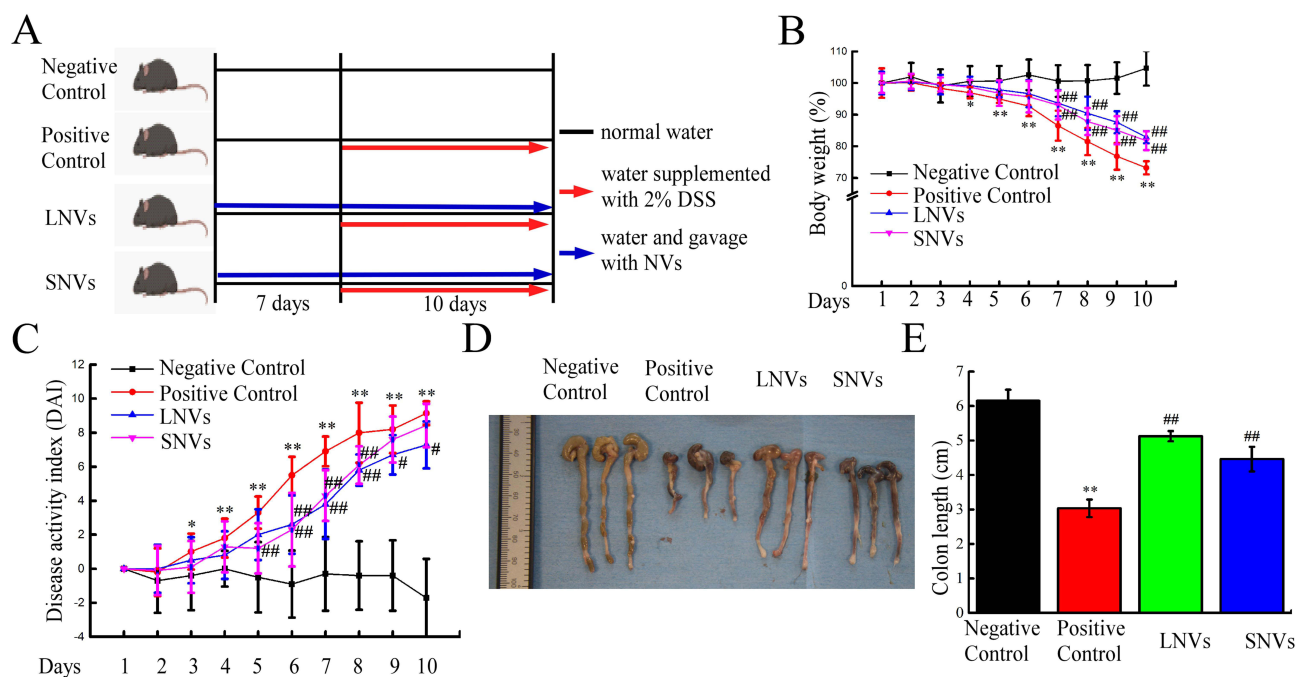 A
Negative
Control
Positive
Control
LNVs
SNVs
7 days
10 days
normal water
water supplemented
with 2% DSS
water and gavage
with NVs
B
Body weight (%)
110
100
90
80
70
0
* ** ** ** ** ** **
## ## ## ##
## ## ## ##
Negative Control
Positive Control
LNVs
SNVs
Days 1 2 3 4 5 6 7 8 9 10
C
Disease activity index (DAI)
12
10
8
6
4
2
0
-2
-4
Negative Control
Positive Control
LNVs
SNVs
* ** ** ** ** ** ** **
## ## ## ## ## ## ## # #
Days 1 2 3 4 5 6 7 8 9 10
D
Negative
Control
Positive
Control
LNVs
SNVs
E
Colon length (cm)
7
6
5
4
3
2
1
0
**
##
##
Negative
Control
Positive
Control
LNVs
SNVs